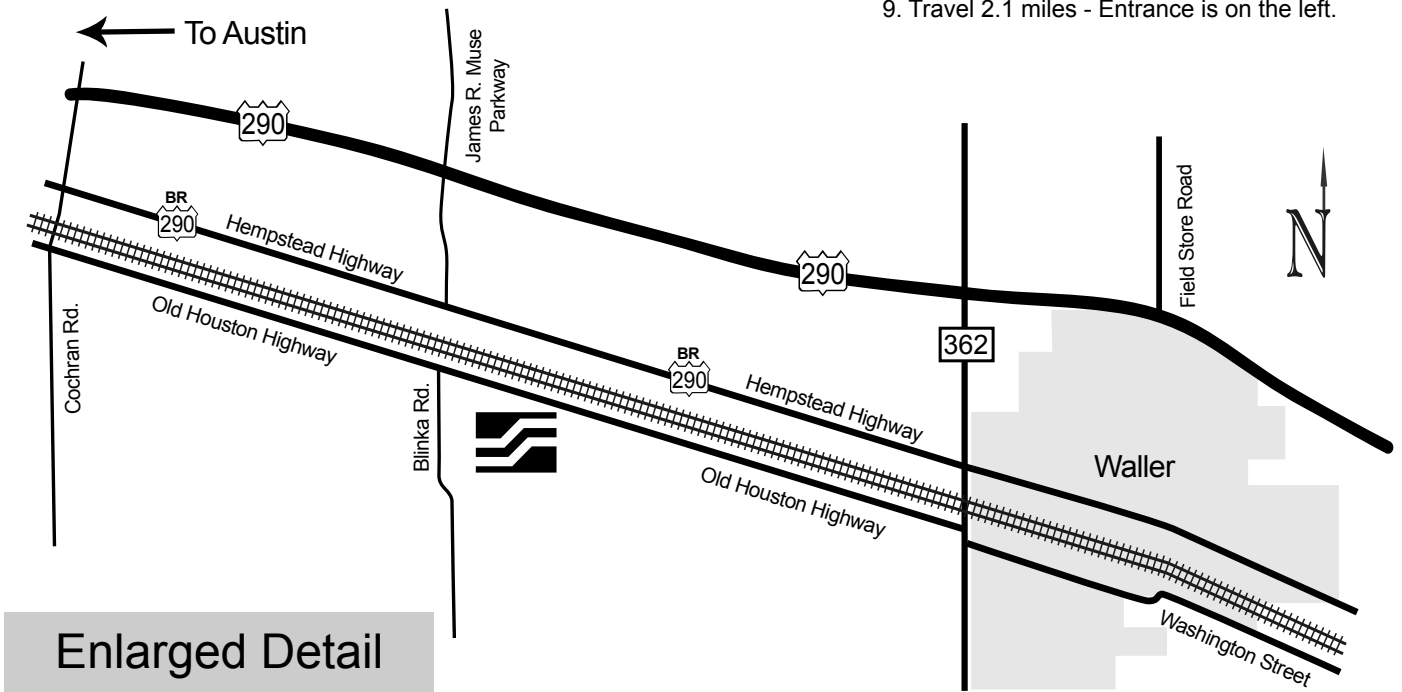 9. Travel 2.1 miles - Entrance is on the left.
To Austin
James R. Muse
Parkway
290
BR
290
Hempstead Highway
Old Houston Highway
Cochran Rd.
Blinka Rd.
290
362
Field Store Road
N
BR
290
Hempstead Highway
Old Houston Highway
Waller
Washington Street
Enlarged Detail